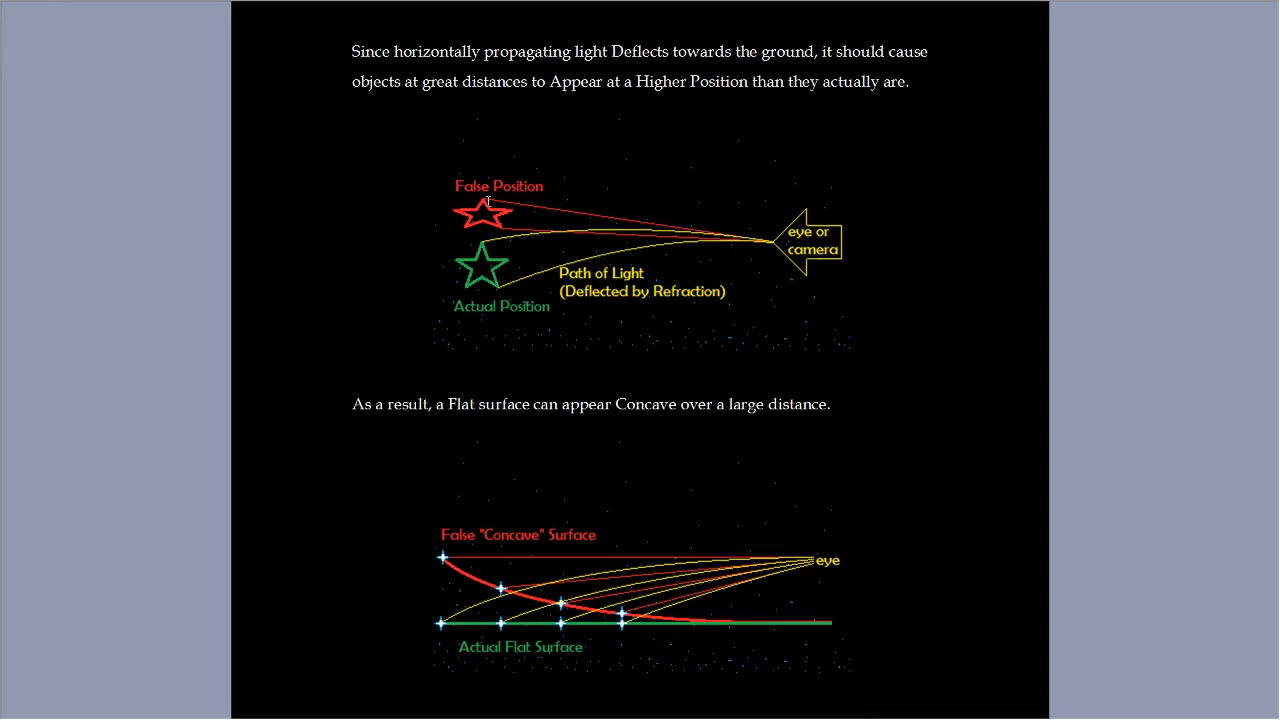 Since horizontally propagating light Deflects towards the ground, it should cause
objects at great distances to Appear at a Higher Position than they actually are.
False Position
eye or
camera
Path of Light
(Deflected by Refraction)
Actual Position
As a result, a Flat surface can appear Concave over a large distance.
False "Concave" Surface
eye
Actual Flat Surface